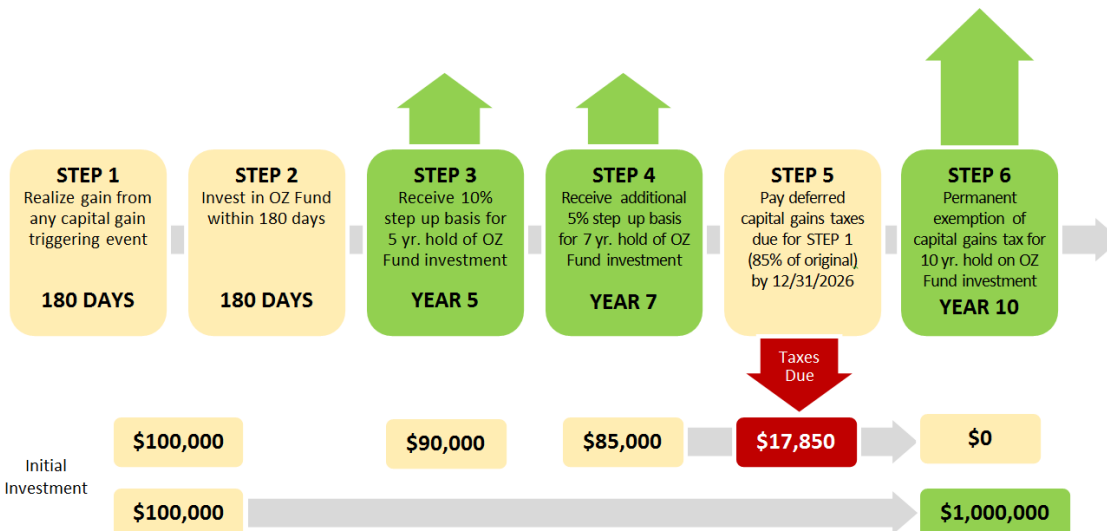 STEP 1
Realize gain from
any capital gain
triggering event
180 DAYS
STEP 2
Invest in OZ Fund
within 180 days
180 DAYS
STEP 3
Receive 10%
step up basis for
5 yr. hold of OZ
Fund investment
YEAR 5
STEP 4
Receive additional
5% step up basis
for 7 yr. hold of OZ
Fund investment
YEAR 7
STEP 5
Pay deferred
capital gains taxes
due for STEP 1
(85% of original)
by 12/31/2026
STEP 6
Permanent
exemption of
capital gains tax for
10 yr. hold on OZ
Fund investment
YEAR 10
Taxes
Due
Initial
Investment
$100,000
$90,000
$85,000
$17,850
$0
$100,000
$1,000,000